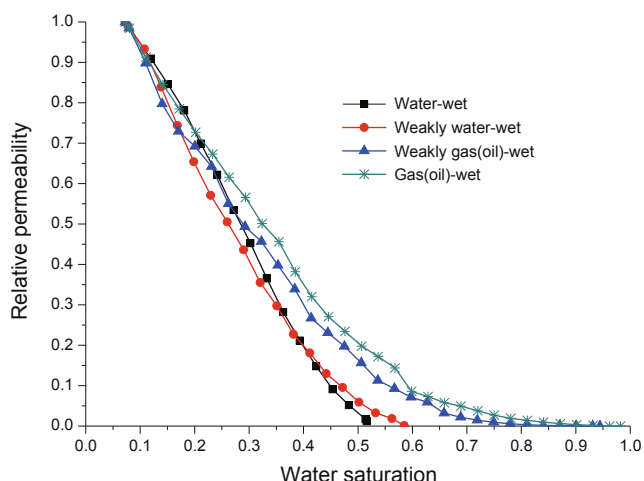 1.0
0.9
0.8
0.7
0.6
0.5
0.4
0.3
0.2
0.1
0.0
Relative permeability
Water-wet
Weakly water-wet
Weakly gas(oil)-wet
Gas(oil)-wet
0.0 0.1 0.2 0.3 0.4 0.5 0.6 0.7 0.8 0.9 1.0
Water saturation